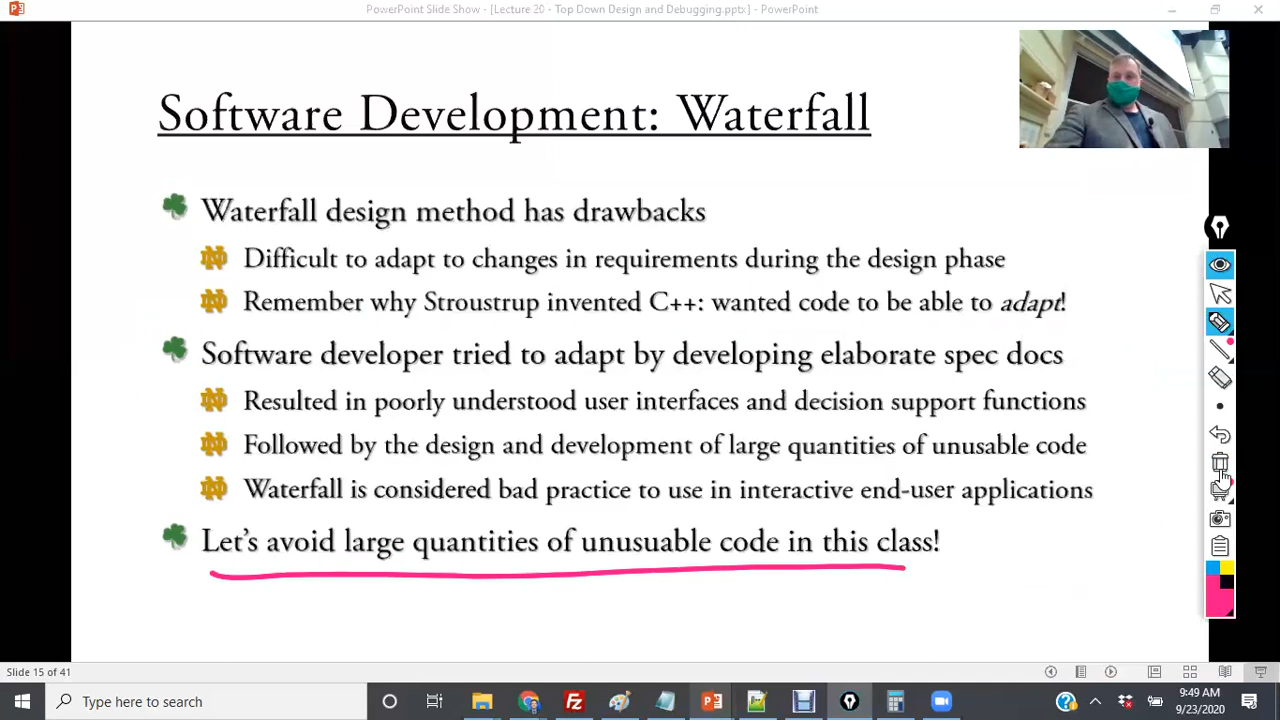 PowerPoint Slide Show - [Lecture 20 - Top Down Design and Debugging.pptx] - PowerPoint
Software Development: Waterfall
Waterfall design method has drawbacks
Difficult to adapt to changes in requirements during the design phase
Remember why Stroustrup invented C++: wanted code to be able to adapt!
Software developer tried to adapt by developing elaborate spec docs
Resulted in poorly understood user interfaces and decision support functions
Followed by the design and development of large quantities of unusable code
Waterfall is considered bad practice to use in interactive end-user applications
Let's avoid large quantities of unusuable code in this class!
Slide 15 of 41
Type here to search
9:49 AM
9/23/2020